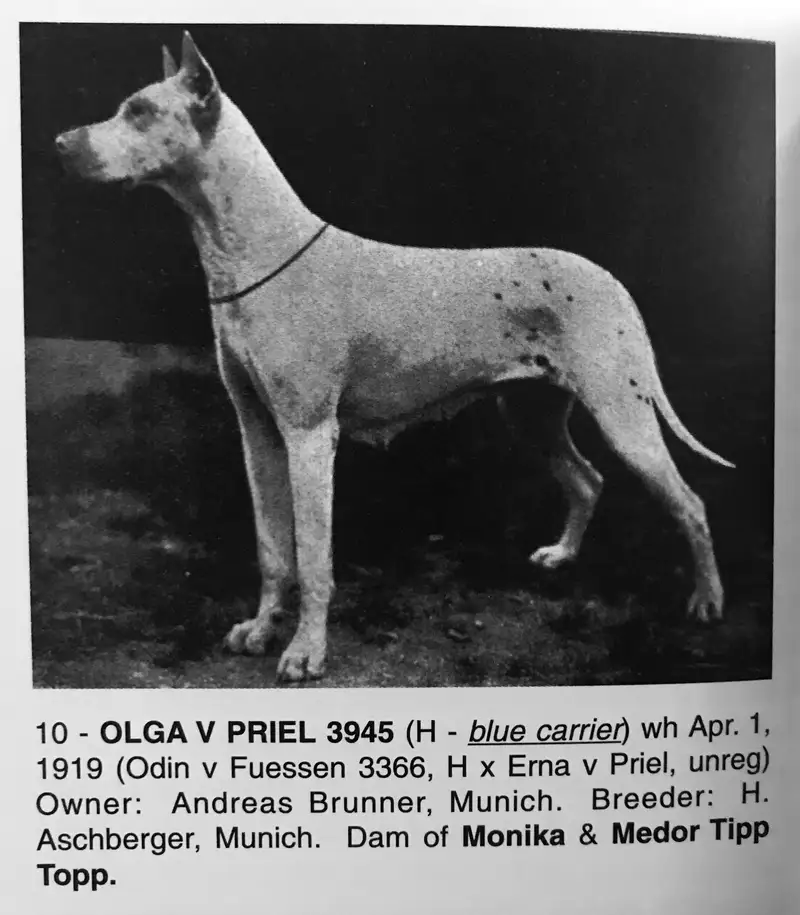 10 - OLGA V PRIEL 3945 (H - blue carrier) wh Apr. 1,
1919 (Odin v Fuessen 3366, H x Erna v Priel, unreg)
Owner: Andreas Brunner, Munich. Breeder: H.
Aschberger, Munich. Dam of Monika & Medor Tipp
Topp.